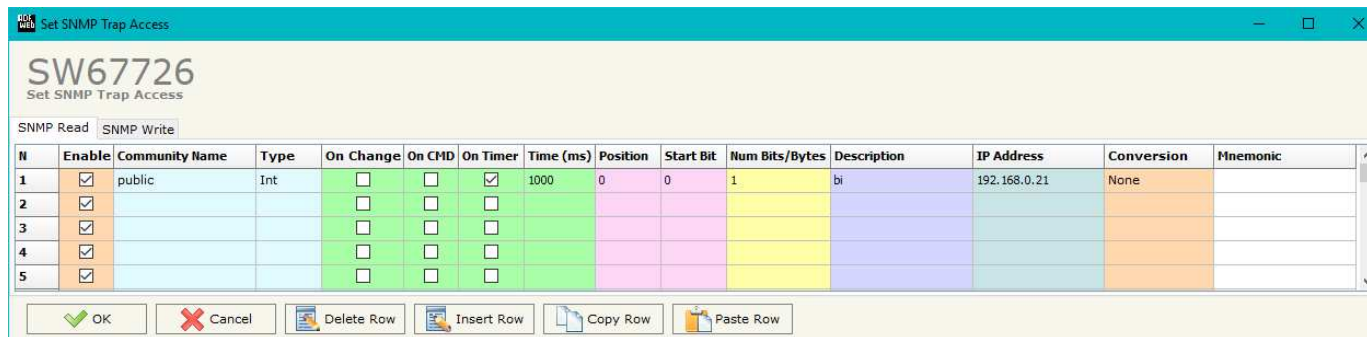 ADF WEB Set SNMP Trap Access
SW67726
Set SNMP Trap Access
SNMP Read SNMP Write
N Enable Community Name Type On Change On CMD On Timer Time (ms) Position Start Bit Num Bits/Bytes Description IP Address Conversion Mnemonic
1 public Int 1000 0 0 1 bi 192.168.0.21 None
2
3
4
5
OK Cancel Delete Row Insert Row Copy Row Paste Row